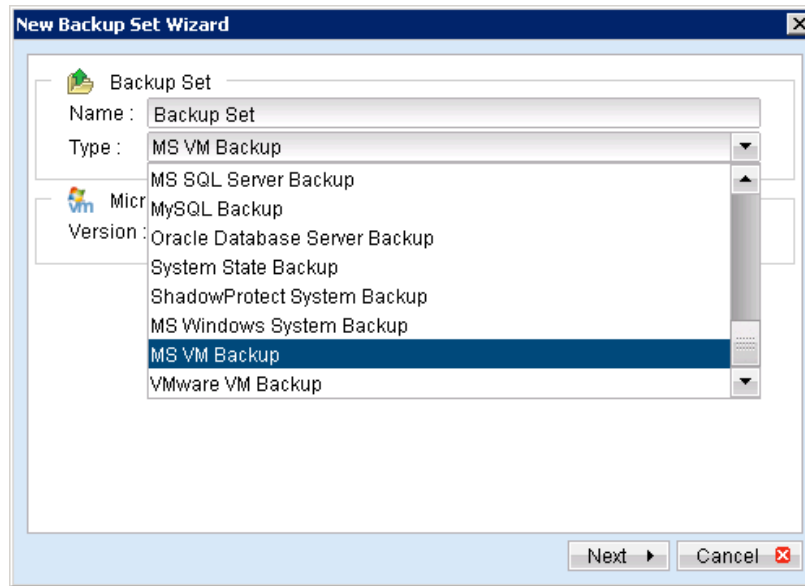 New Backup Set Wizard
Backup Set
Name : Backup Set
Type : MS VM Backup
MS SQL Server Backup
vm Micr
MySQL Backup
Version :
Oracle Database Server Backup
System State Backup
ShadowProtect System Backup
MS Windows System Backup
MS VM Backup
VMware VM Backup
Next Cancel